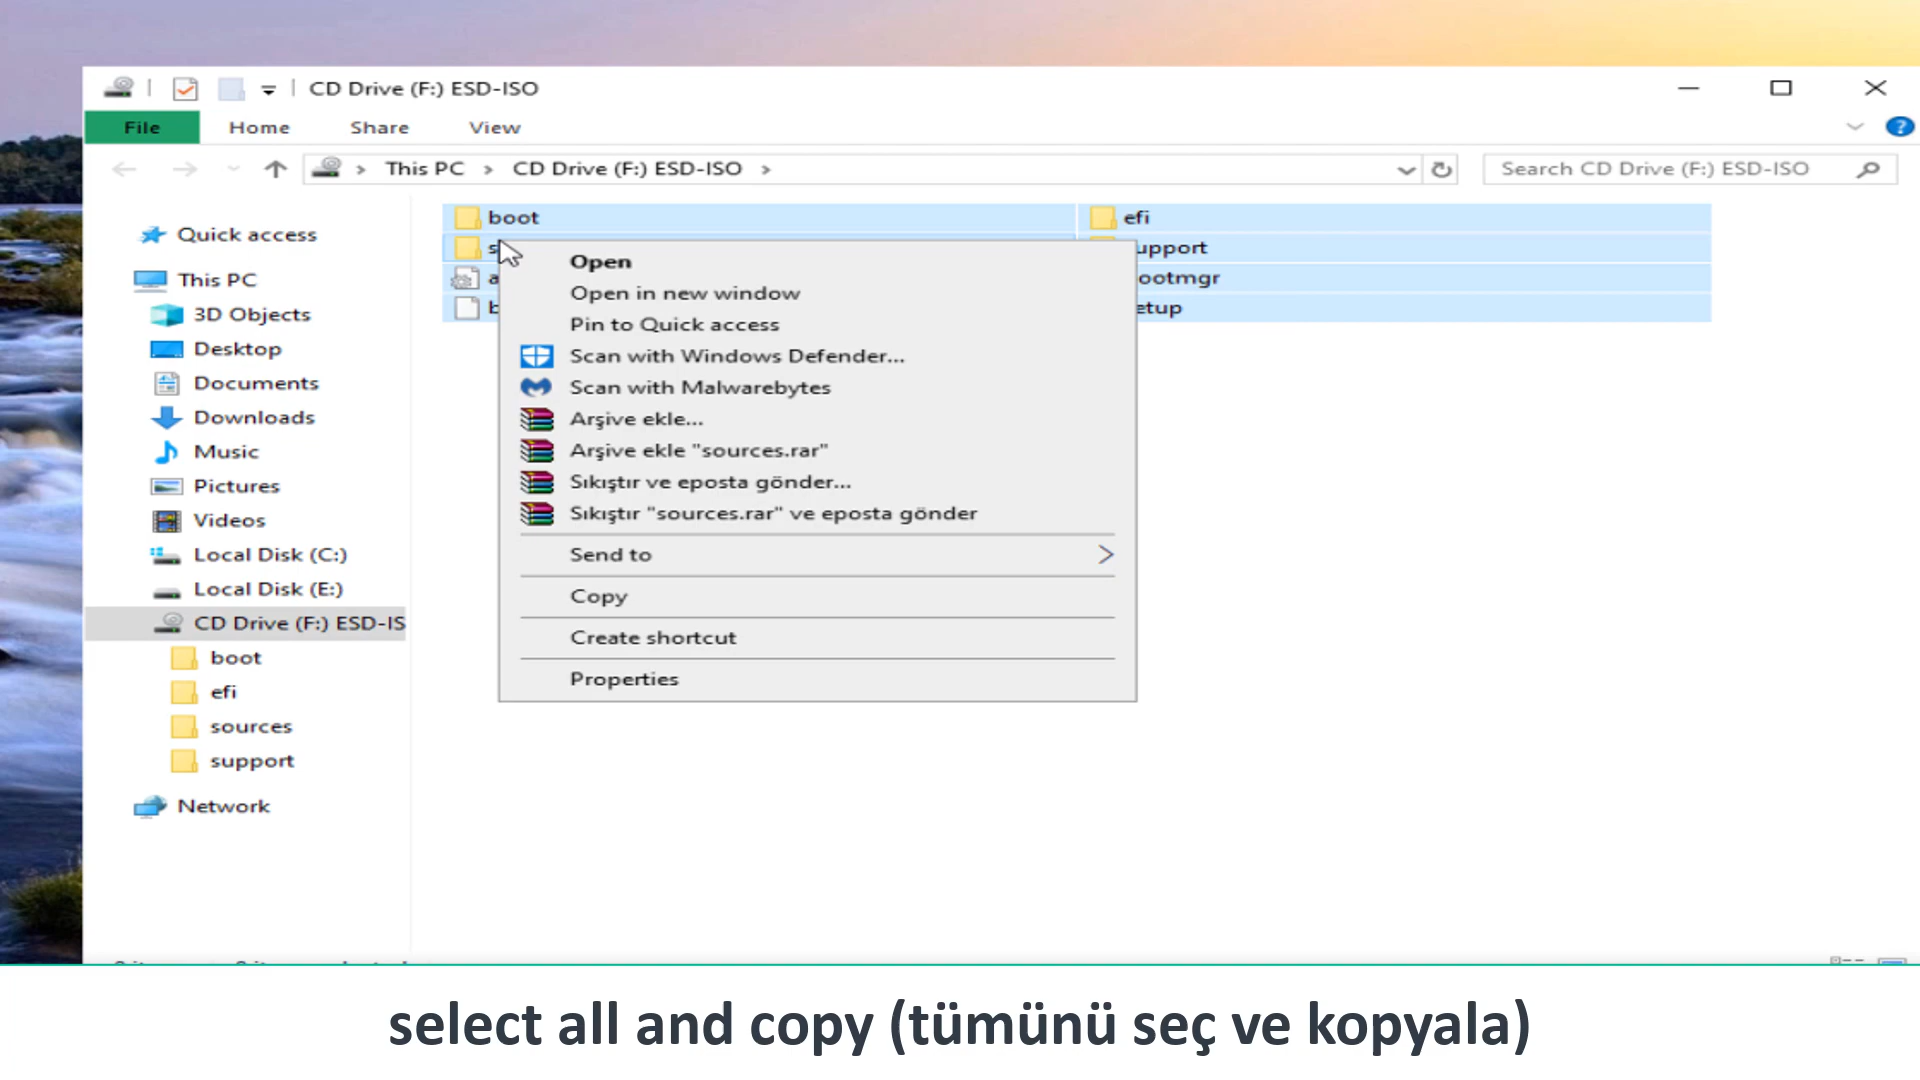 CD Drive (F:) ESD-ISO
File Home Share View
This PC CD Drive (F:) ESD-ISO
Search CD Drive (F:) ESD-ISO
Quick access
This PC
3D Objects
Desktop
Documents
Downloads
Music
Pictures
Videos
Local Disk (C:)
Local Disk (E:)
CD Drive (F:) ESD-IS
boot
efi
sources
support
Network
boot
efi
upport
ootmgr
etup
Open
Open in new window
Pin to Quick access
Scan with Windows Defender...
Scan with Malwarebytes
Arşive ekle...
Arşive ekle "sources.rar"
Sıkıştır ve eposta gönder...
Sıkıştır "sources.rar" ve eposta gönder
Send to
Copy
Create shortcut
Properties
select all and copy (tümünü seç ve kopyala)